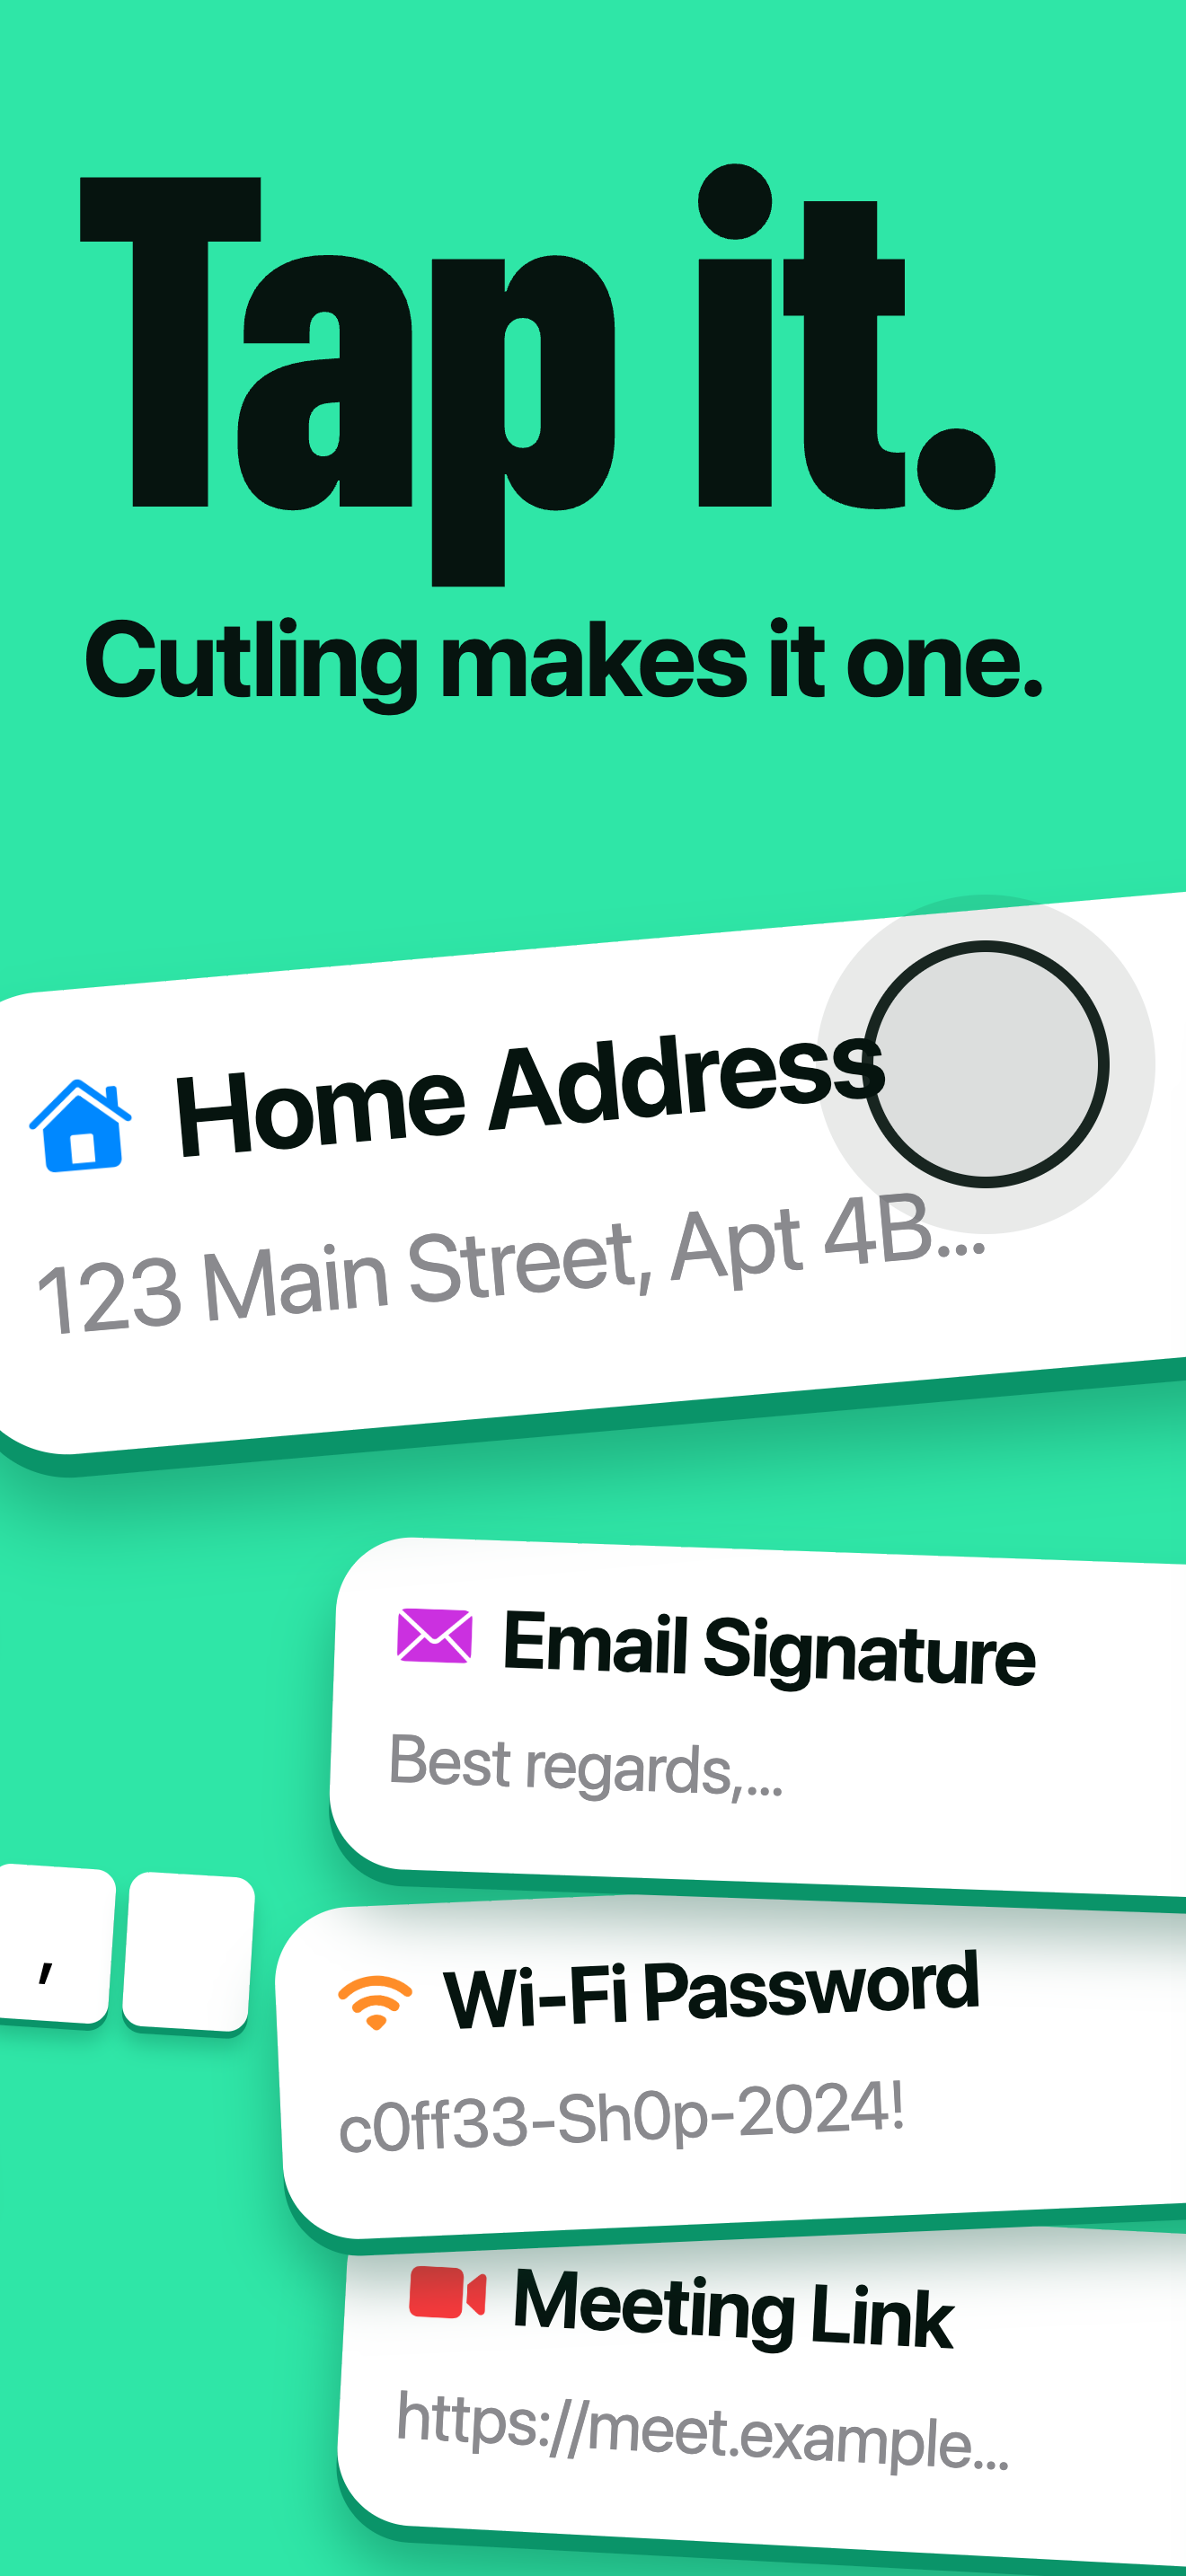 Tap it.
Cutling makes it one.
Home Address
123 Main Street, Apt 4B...
Email Signature
Best regards,...
,
Wi-Fi Password
c0ff33-Sh0p-2024!
Meeting Link
https://meet.example...